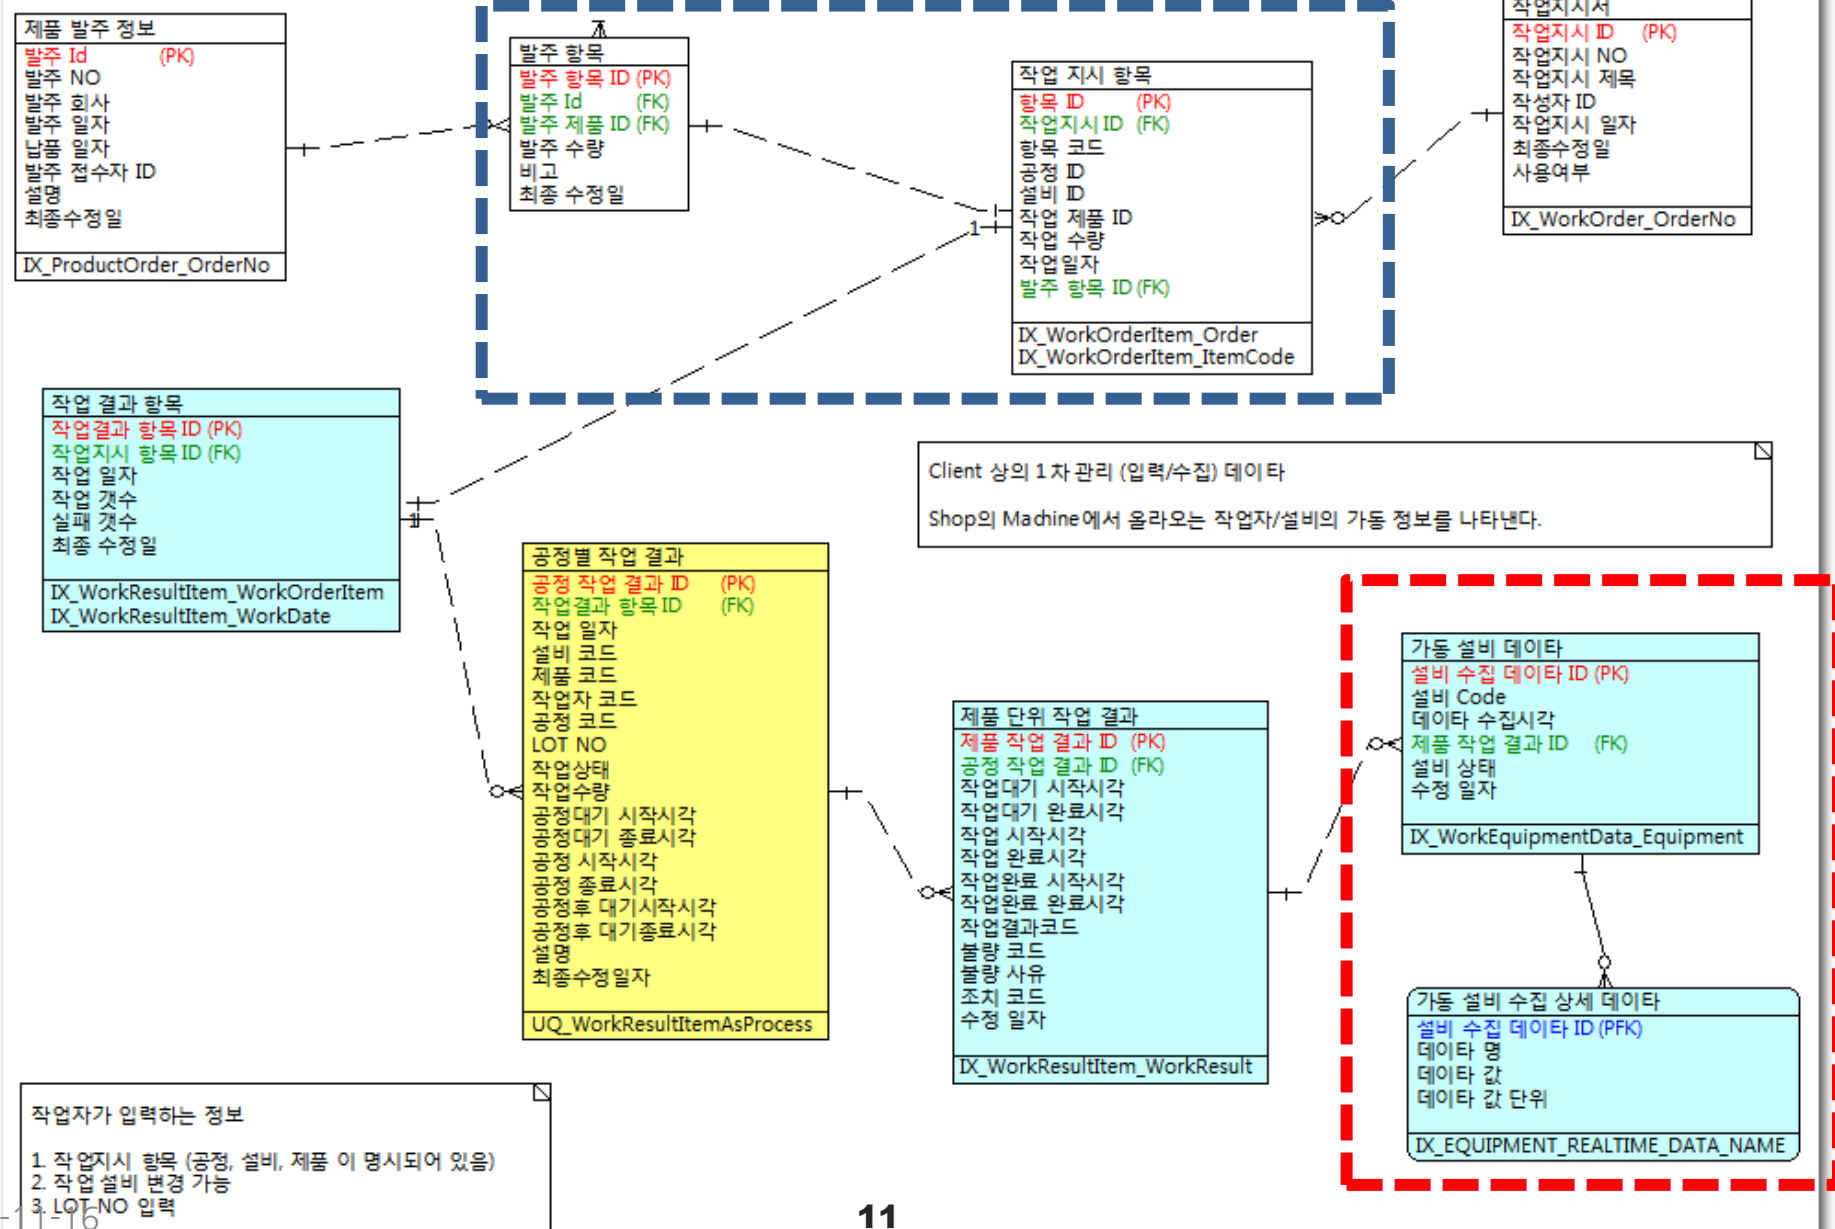 제품 발주 정보
발주 Id (PK)
발주 NO
발주 회사
발주 일자
납품 일자
발주 접수자 ID
설명
최종수정일
IX_ProductOrder_OrderNo
발주 항목
발주 항목 ID (PK)
발주 Id (FK)
발주 제품 ID (FK)
발주 수량
비고
최종 수정일
작업 지시 항목
항목 ID (PK)
작업지시 ID (FK)
항목 코드
공정 ID
설비 ID
작업 제품 ID
작업 수량
작업일자
발주 항목 ID (FK)
IX_WorkOrderItem_Order
IX_WorkOrderItem_ItemCode
1
작업지시서
작업지시 ID (PK)
작업지시 NO
작업지시 제목
작성자 ID
작업지시 일자
최종수정일
사용여부
IX_WorkOrder_OrderNo
작업 결과 항목
작업결과 항목 ID (PK)
작업지시 항목 ID (FK)
작업 일자
작업 갯수
실패 갯수
최종 수정일
IX_WorkResultItem_WorkOrderItem
IX_WorkResultItem_WorkDate
1
Client 상의 1차 관리 (입력/수집) 데이타
Shop의 Machine에서 올라오는 작업자/설비의 가동 정보를 나타낸다.
공정별 작업 결과
공정 작업 결과 ID (PK)
작업결과 항목 ID (FK)
작업 일자
설비 코드
제품 코드
작업자 코드
공정 코드
LOT NO
작업상태
작업수량
공정대기 시작시각
공정대기 종료시각
공정 시작시각
공정 종료시각
공정후 대기시작시각
공정후 대기종료시각
설명
최종수정일자
UQ_WorkResultItemAsProcess
제품 단위 작업 결과
제품 작업 결과 ID (PK)
공정 작업 결과 ID (FK)
작업대기 시작시각
작업대기 완료시각
작업 시작시각
작업 완료시각
작업완료 시작시각
작업완료 완료시각
작업결과코드
불량 코드
불량 사유
조치 코드
수정 일자
IX_WorkResultItem_WorkResult
가동 설비 데이타
설비 수집 데이타 ID (PK)
설비 Code
데이타 수집시각
제품 작업 결과 ID (FK)
설비 상태
수정 일자
IX_WorkEquipmentData_Equipment
가동 설비 수집 상세 데이타
설비 수집 데이타 ID (PFK)
데이타 명
데이타 값
데이타 값 단위
IX_EQUIPMENT_REALTIME_DATA_NAME
작업자가 입력하는 정보
1. 작업지시 항목 (공정, 설비, 제품 이 명시되어 있음)
2. 작업 설비 변경 가능
3. LOT NO 입력
-11-16
11